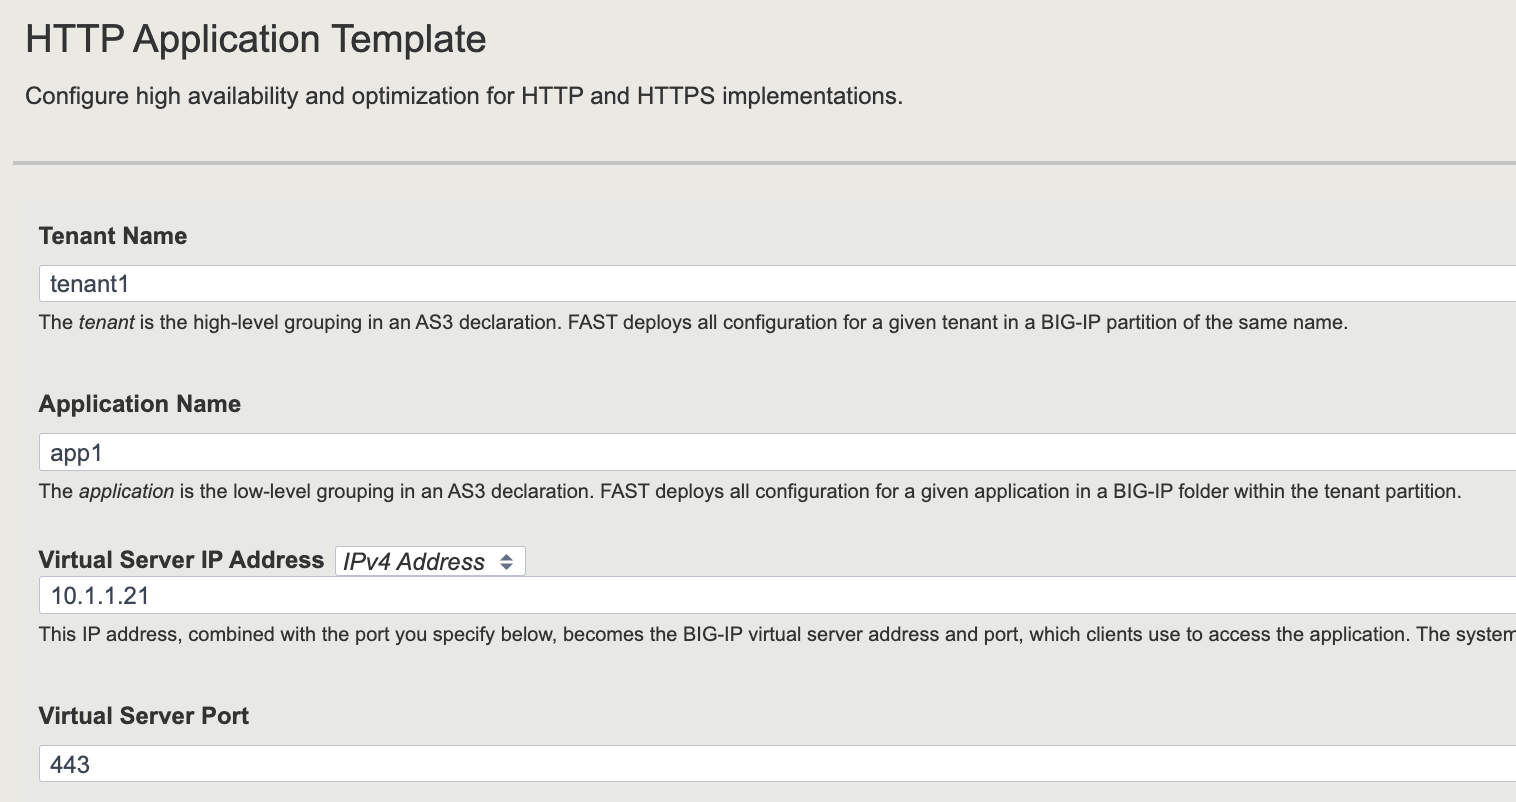 HTTP Application Template
Configure high availability and optimization for HTTP and HTTPS implementations.
Tenant Name
tenant1
The tenant is the high-level grouping in an AS3 declaration. FAST deploys all configuration for a given tenant in a BIG-IP partition of the same name.
Application Name
app1
The application is the low-level grouping in an AS3 declaration. FAST deploys all configuration for a given application in a BIG-IP folder within the tenant partition.
Virtual Server IP Address IPv4 Address
10.1.1.21
This IP address, combined with the port you specify below, becomes the BIG-IP virtual server address and port, which clients use to access the application. The system
Virtual Server Port
443